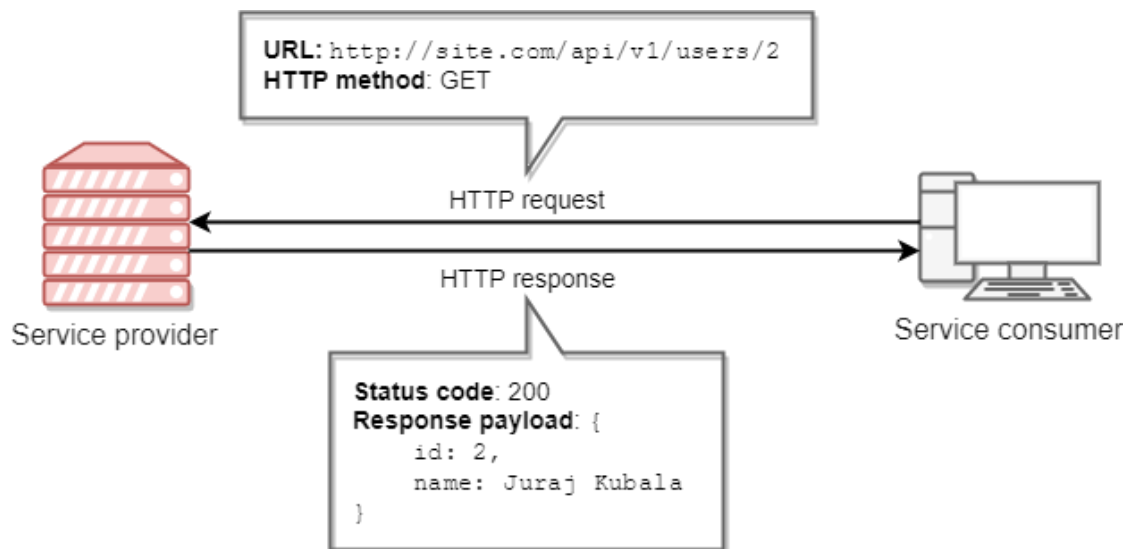 URL: http://site.com/api/v1/users/2
HTTP method: GET
HTTP request
HTTP response
Service provider
Service consumer
Status code: 200
Response payload: {
id: 2,
name: Juraj Kubala
}